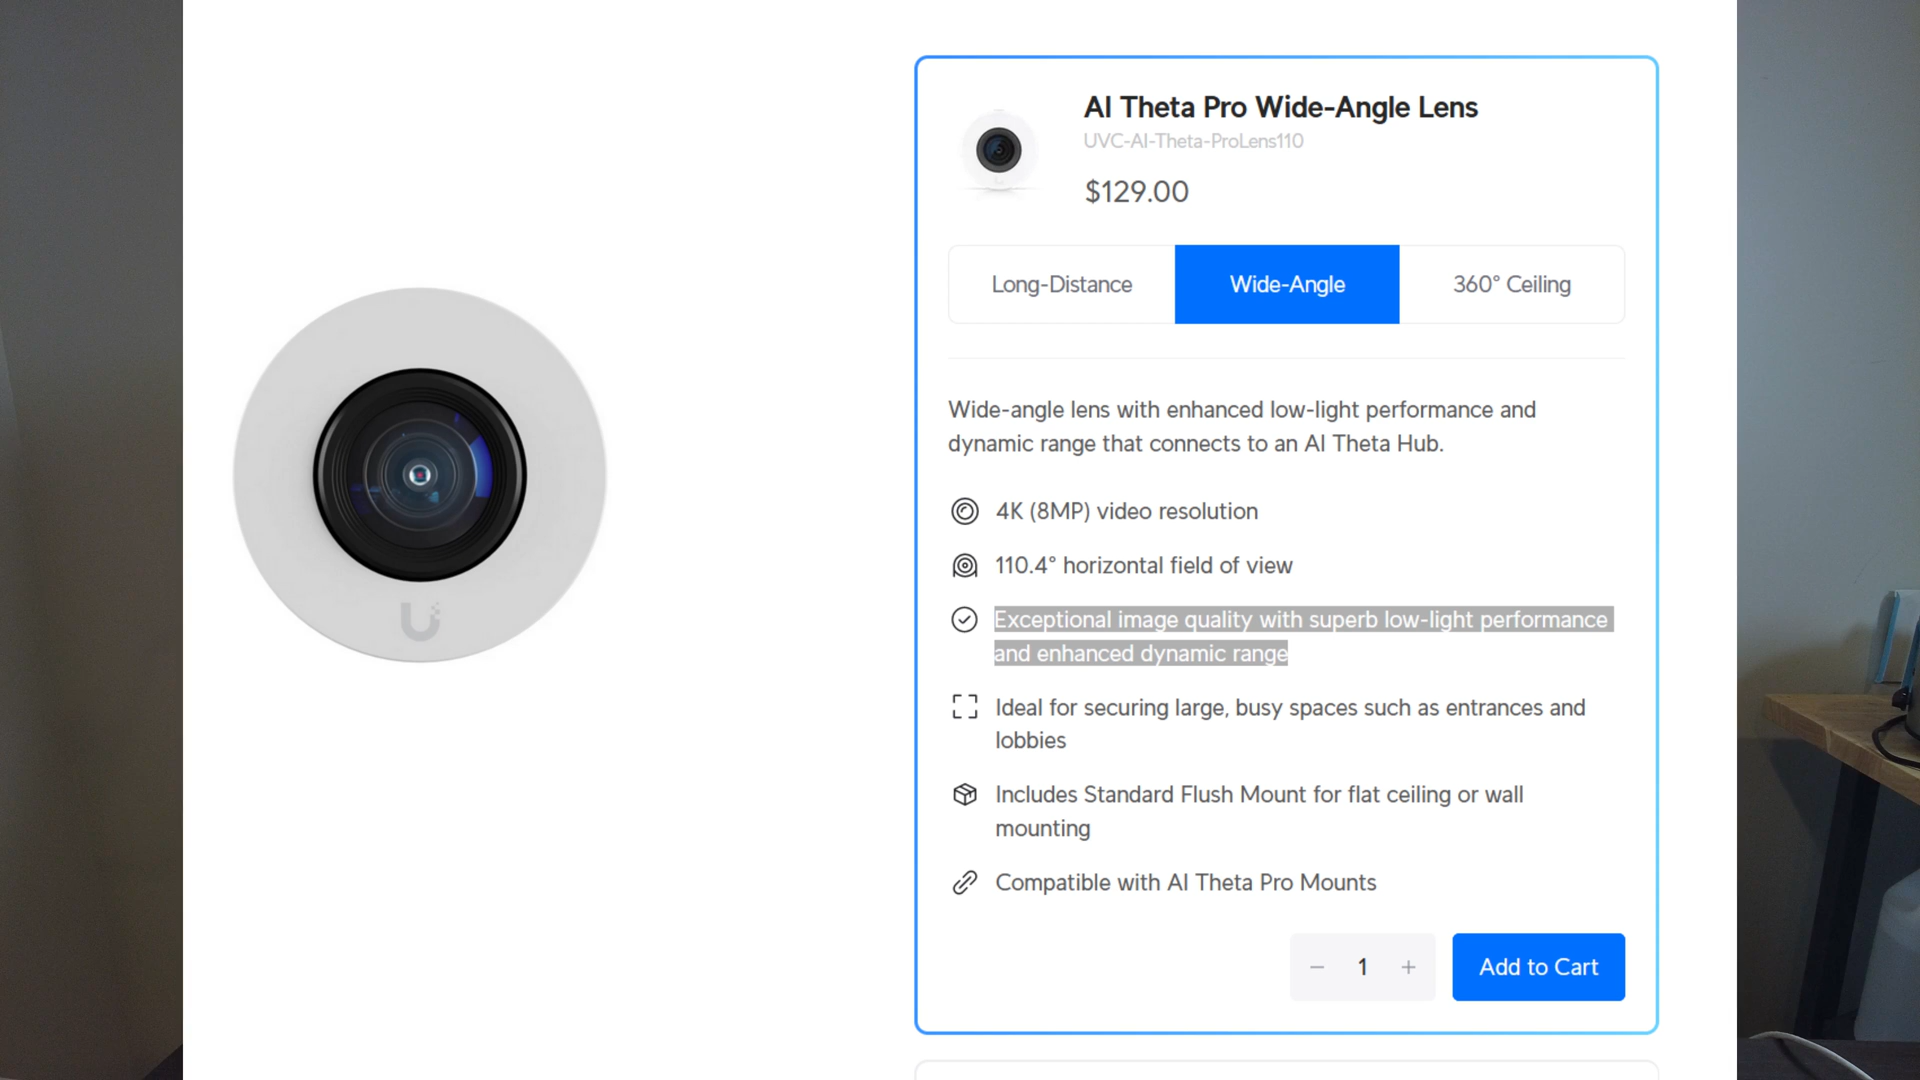 AI Theta Pro Wide-Angle Lens
UVC-AI-Theta-ProLens110
$129.00
Long-Distance
Wide-Angle
360° Ceiling
Wide-angle lens with enhanced low-light performance and
dynamic range that connects to an AI Theta Hub.
4K (8MP) video resolution
110.4° horizontal field of view
Exceptional image quality with superb low-light performance
and enhanced dynamic range
Ideal for securing large, busy spaces such as entrances and
lobbies
Includes Standard Flush Mount for flat ceiling or wall
mounting
Compatible with AI Theta Pro Mounts
− 1 +
Add to Cart